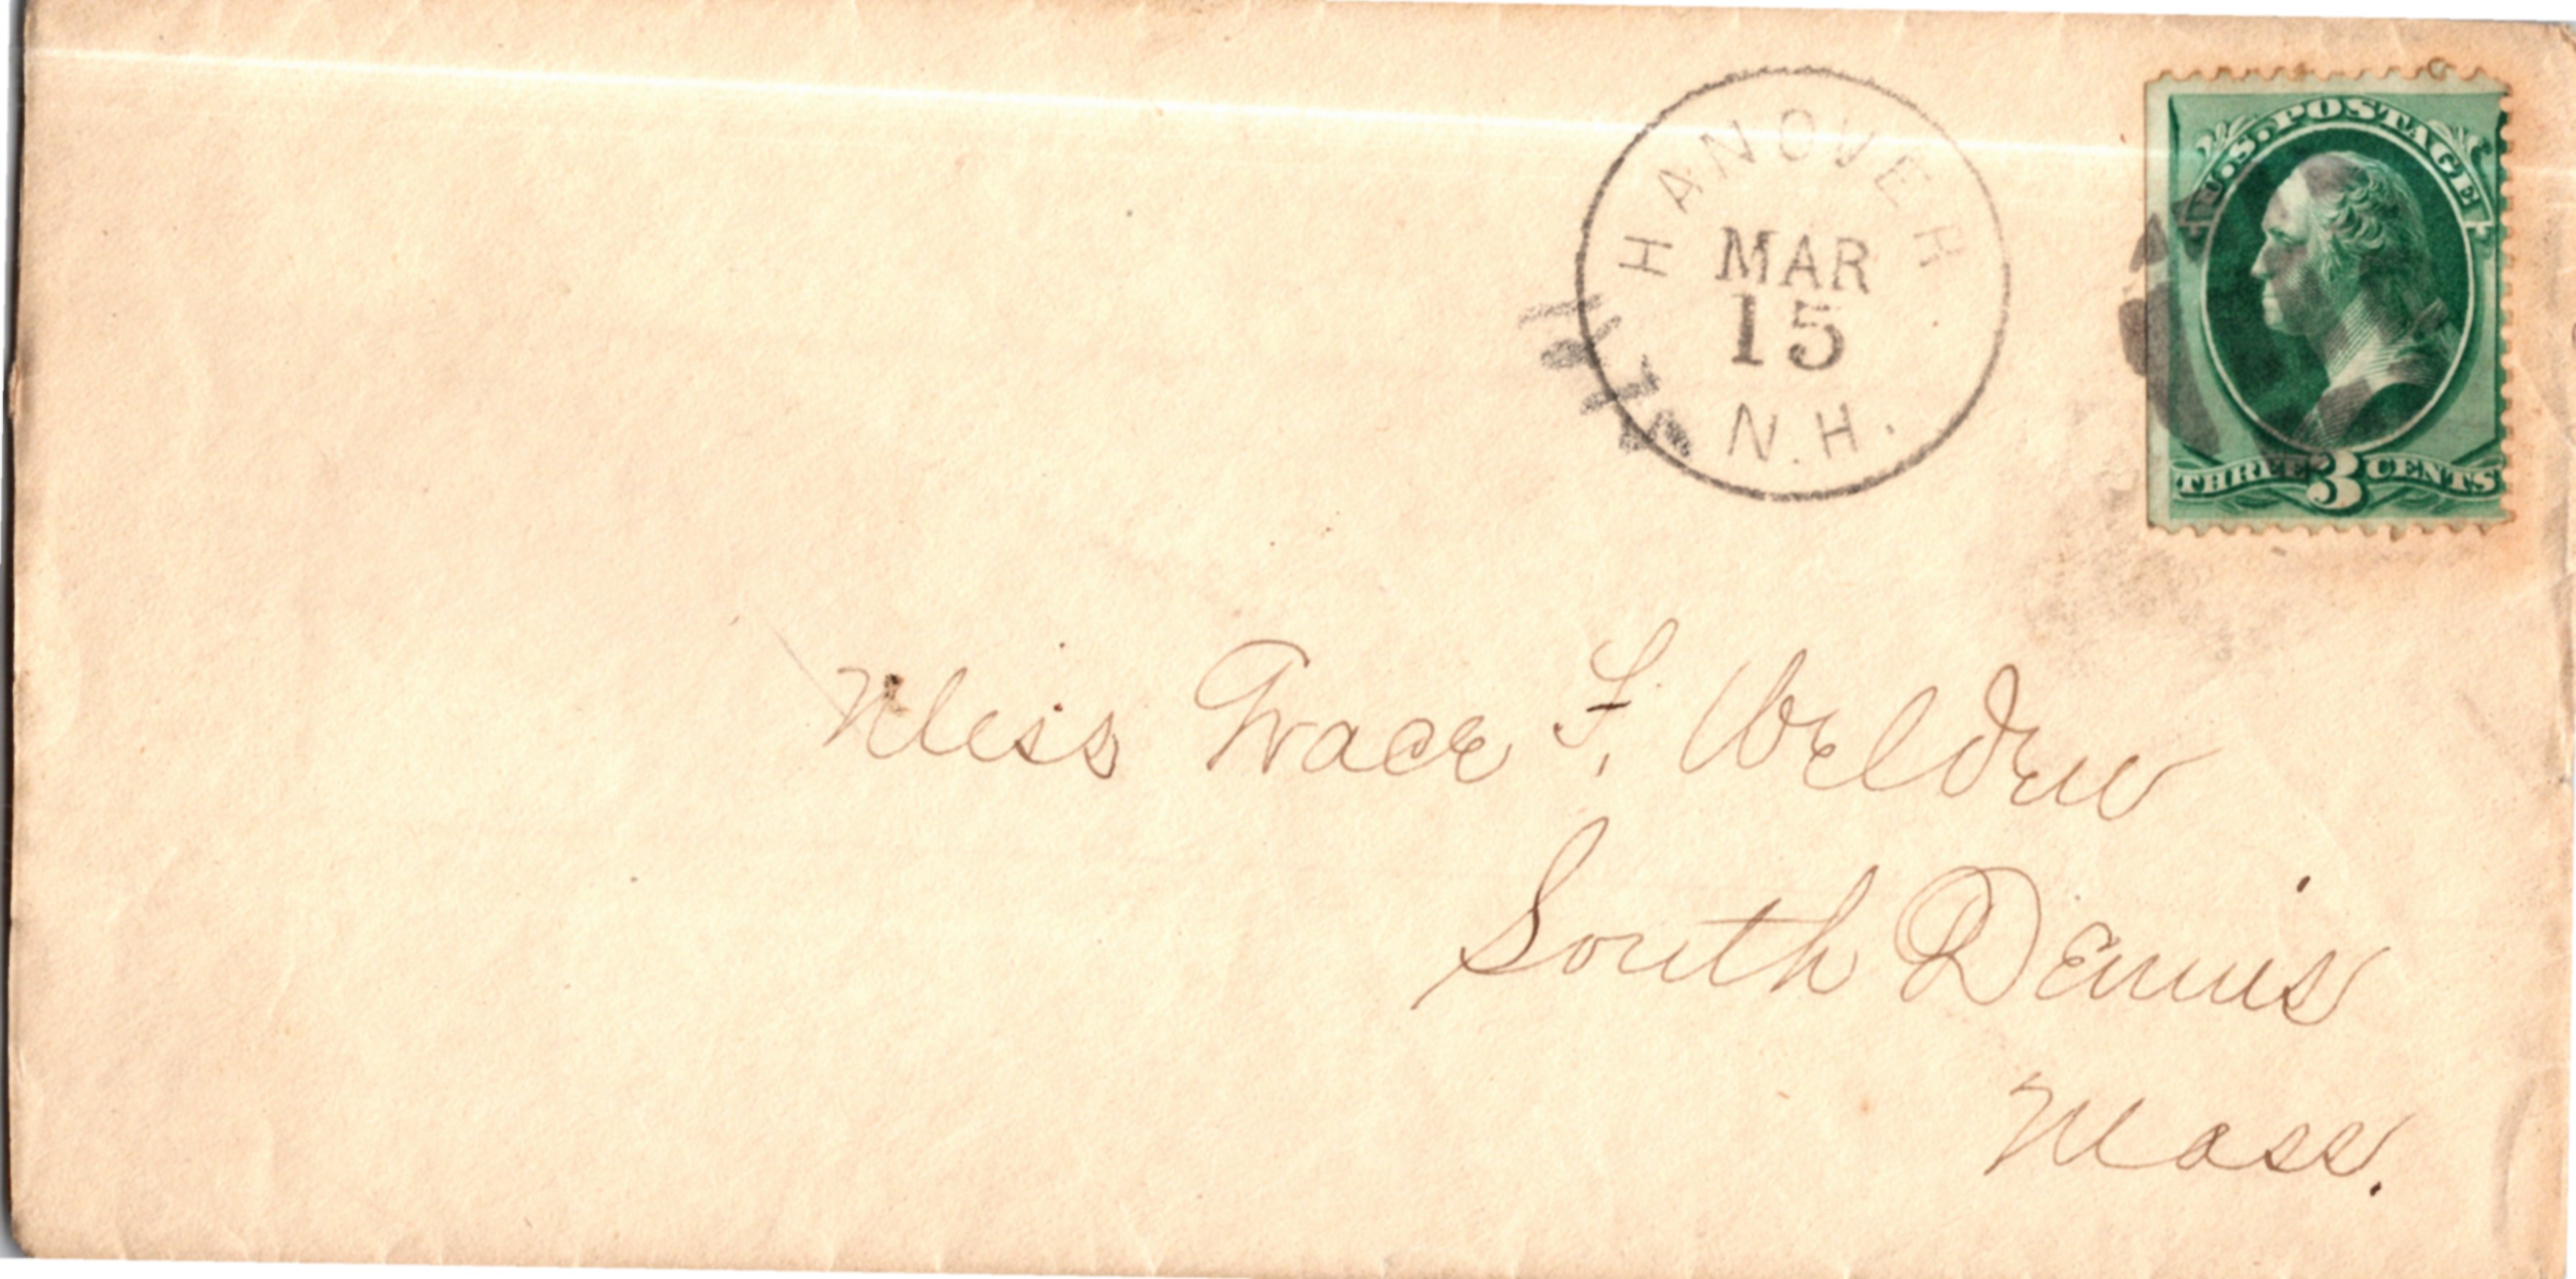 HANOVER
MAR
15
N.H.
U.S. POSTAGE
THREE 3 CENTS
Miss Grace F. Welden
South Dennis
Mass.